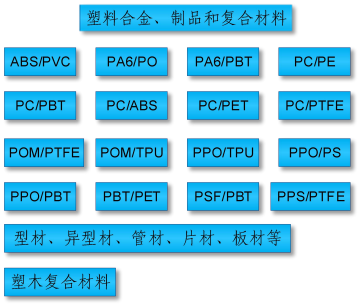 塑料合金、制品和复合材料
ABS/PVC PA6/PO PA6/PBT PC/PE
PC/PBT PC/ABS PC/PET PC/PTFE
POM/PTFE POM/TPU PPO/TPU PPO/PS
PPO/PBT PBT/PET PSF/PBT PPS/PTFE
型材、异型材、管材、片材、板材等
塑木复合材料